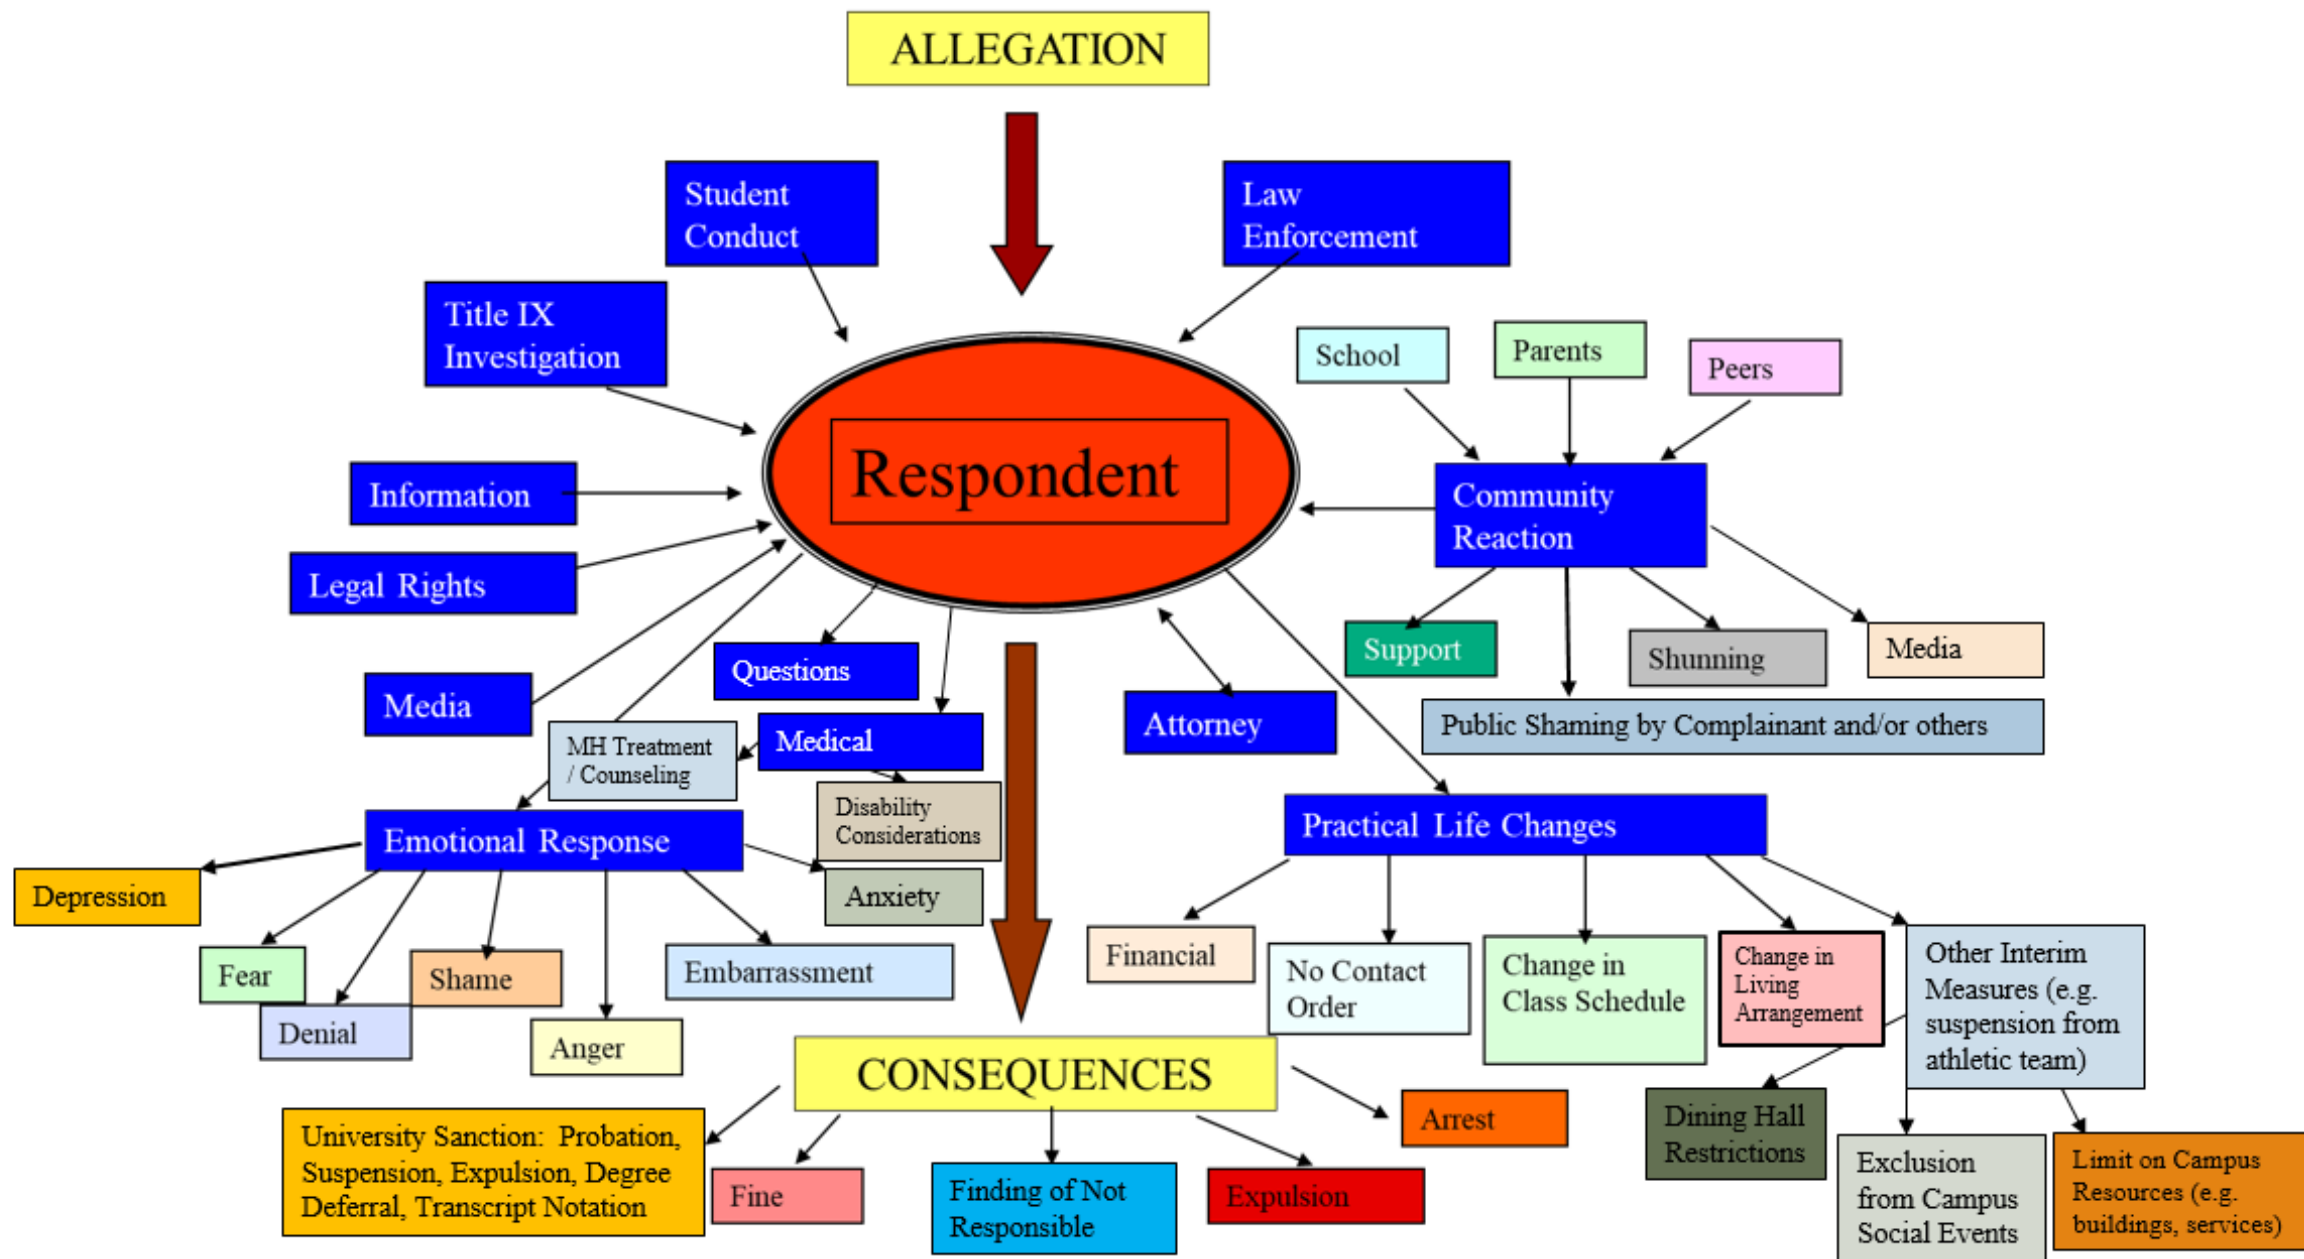 ALLEGATION
Student
Conduct
Law
Enforcement
Title IX
Investigation
School
Parents
Peers
Respondent
Information
Community
Reaction
Legal Rights
Support
Shunning
Media
Questions
Media
Attorney
Public Shaming by Complainant and/or others
MH Treatment
/ Counseling
Medical
Disability
Considerations
Emotional Response
Practical Life Changes
Depression
Anxiety
Fear
Shame
Embarrassment
Denial
Anger
Financial
No Contact
Order
Change in
Class Schedule
Change in
Living
Arrangement
Other Interim
Measures (e.g.
suspension from
athletic team)
CONSEQUENCES
University Sanction: Probation,
Suspension, Expulsion, Degree
Deferral, Transcript Notation
Fine
Finding of Not
Responsible
Expulsion
Arrest
Dining Hall
Restrictions
Exclusion
from Campus
Social Events
Limit on Campus
Resources (e.g.
buildings, services)